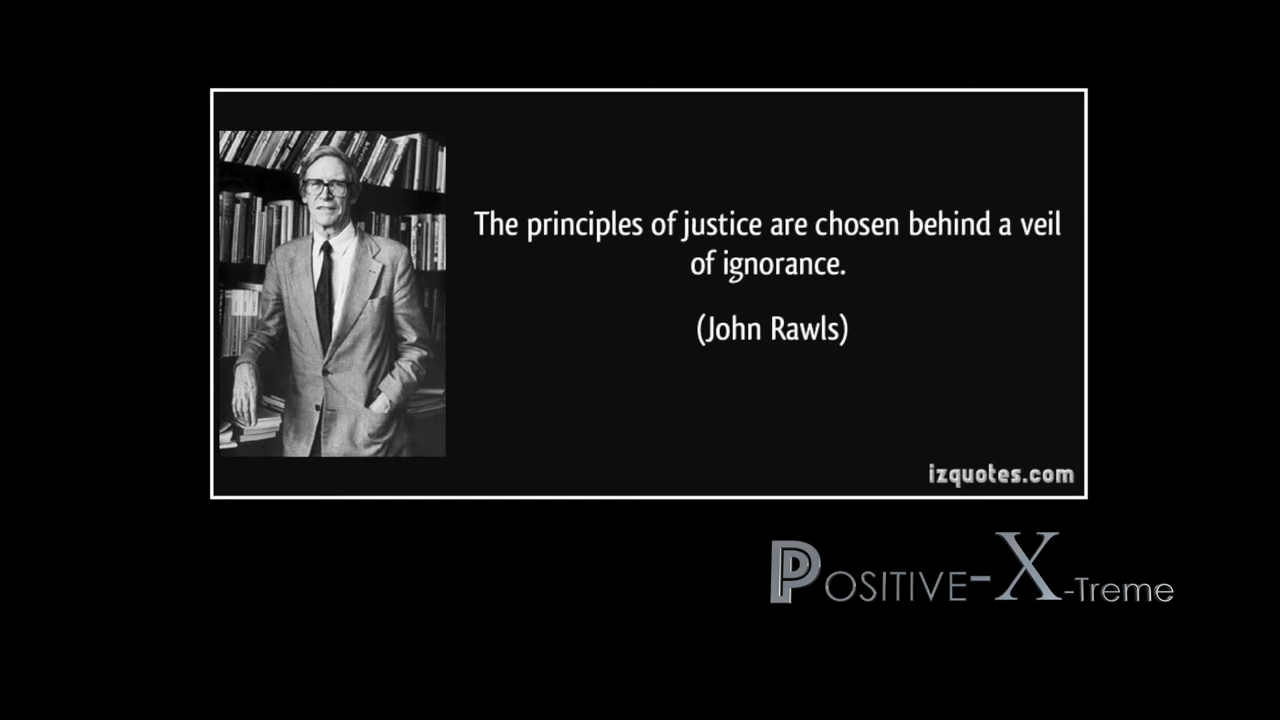 The principles of justice are chosen behind a veil
of ignorance.
(John Rawls)
izquotes.com
POSITIVE-X-Treme